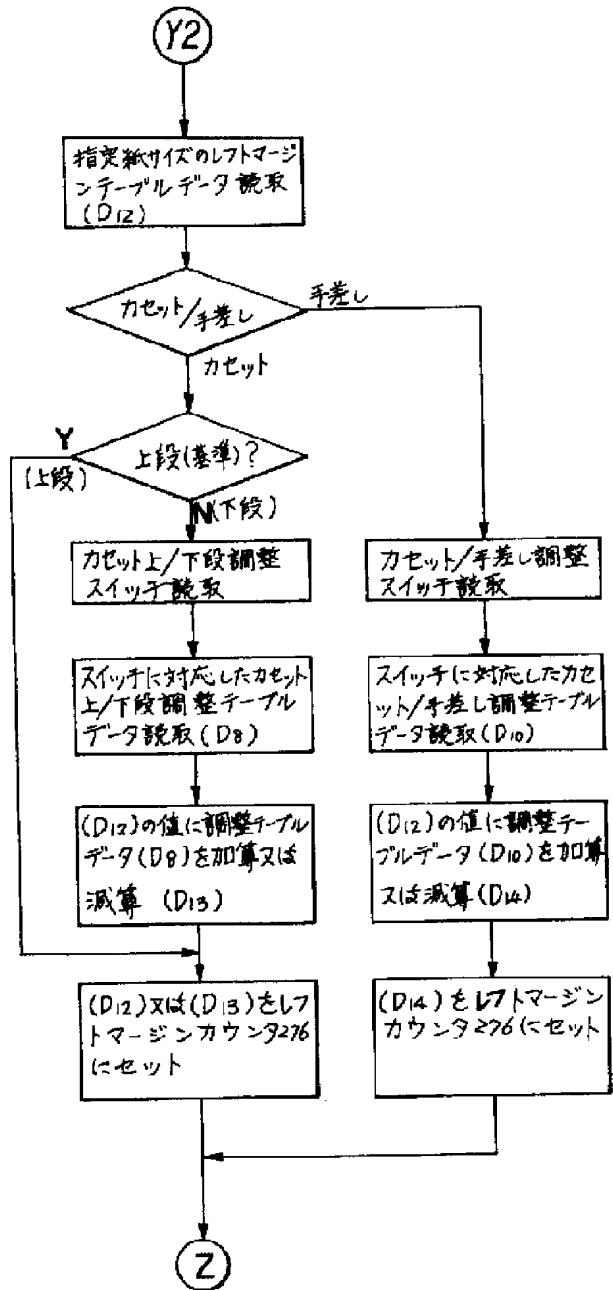 Y2
指定紙サイズのレフトマージ
ンテーブルデータ読取
(D12)
カセット/手差し
手差し
カセット
上段(基準)?
Y
(上段)
N(下段)
カセット上/下段調整
スイッチ読取
カセット/手差し調整
スイッチ読取
スイッチに対応したカセット
上/下段調整テーブル
データ読取(D8)
スイッチに対応したカセ
ット/手差し調整テーブル
データ読取(D10)
(D12)の値に調整テーブル
データ(D8)を加算又は
減算 (D13)
(D12)の値に調整テー
ブルデータ(D10)を加算
又は減算(D14)
(D12)又は(D13)をレフ
トマージンカウンタ276
にセット
(D14)をレフトマージン
カウンタ276にセット
Z